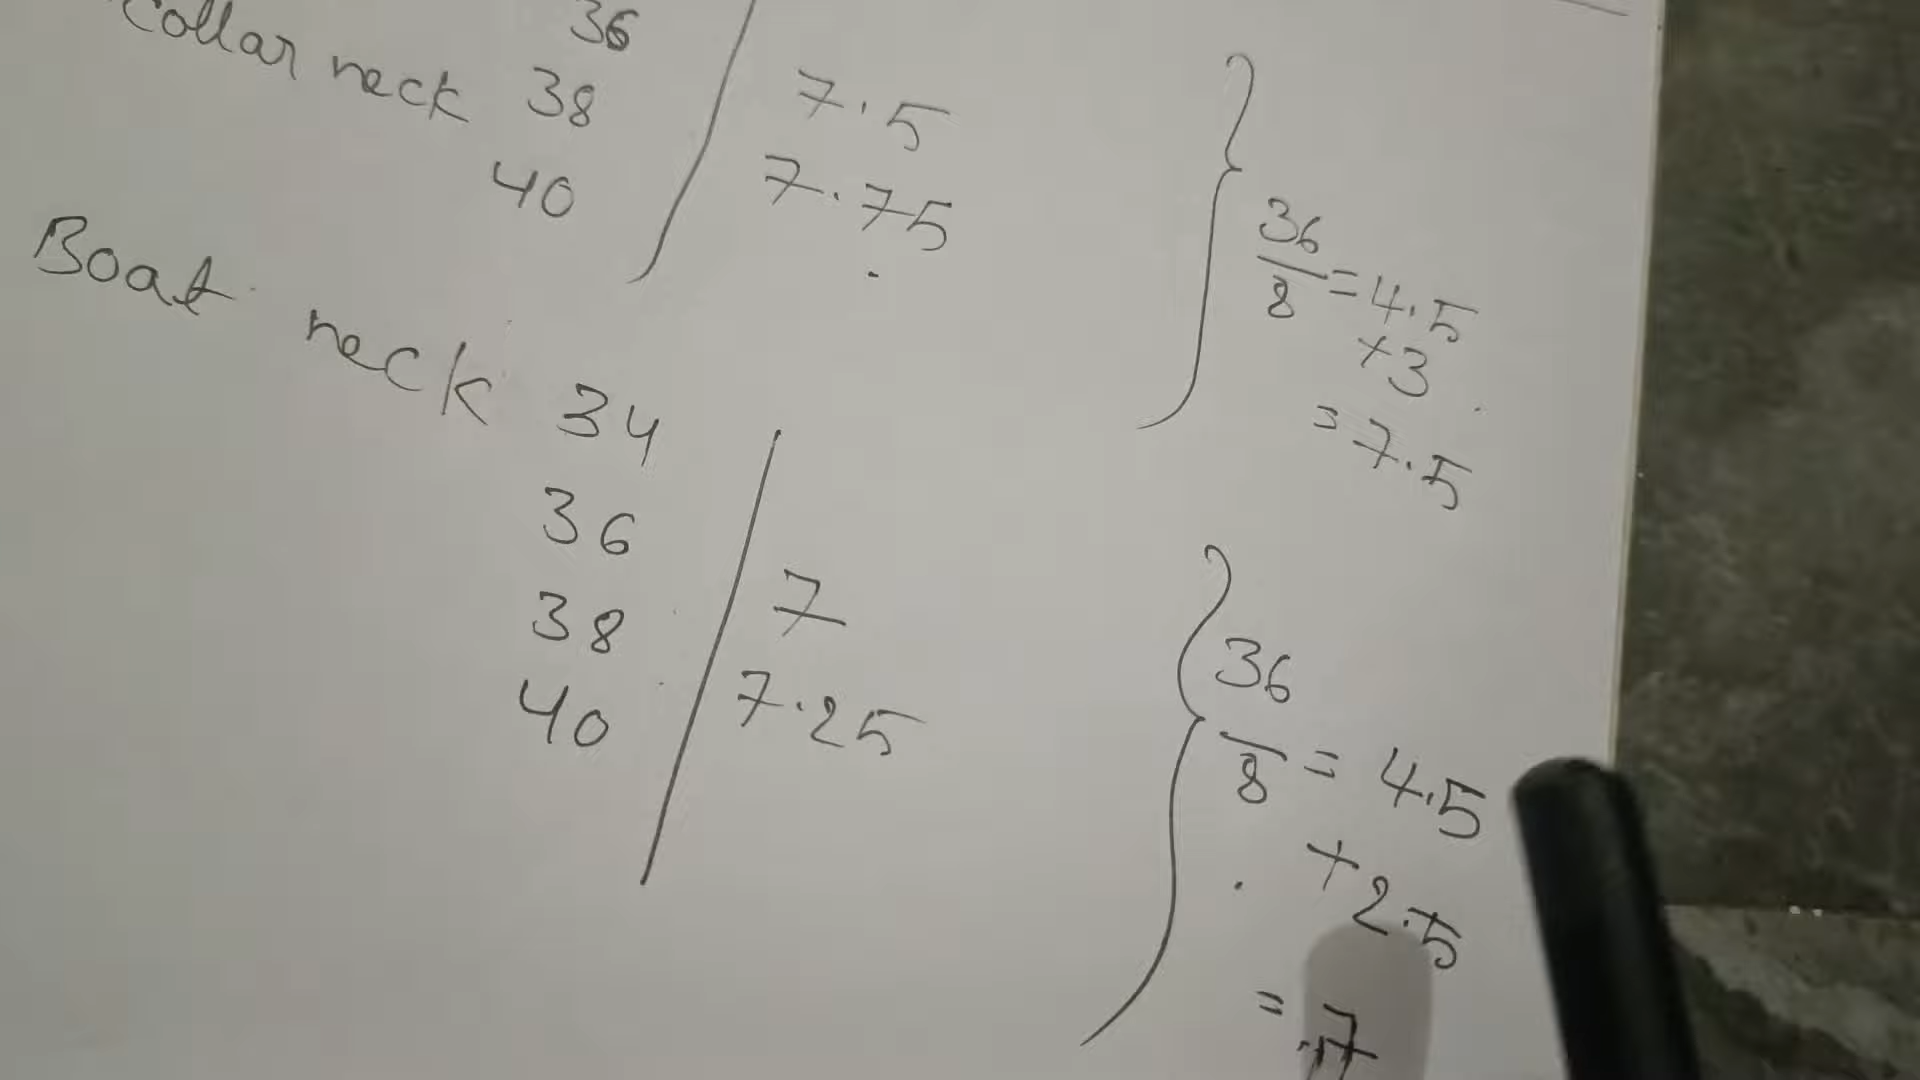 36
collar neck 38 7.5
40 7.75
36/8 = 4.5
+3
= 7.5
Boat neck 34
36
38 7
40 7.25
36/8 = 4.5
+2.5
= 7